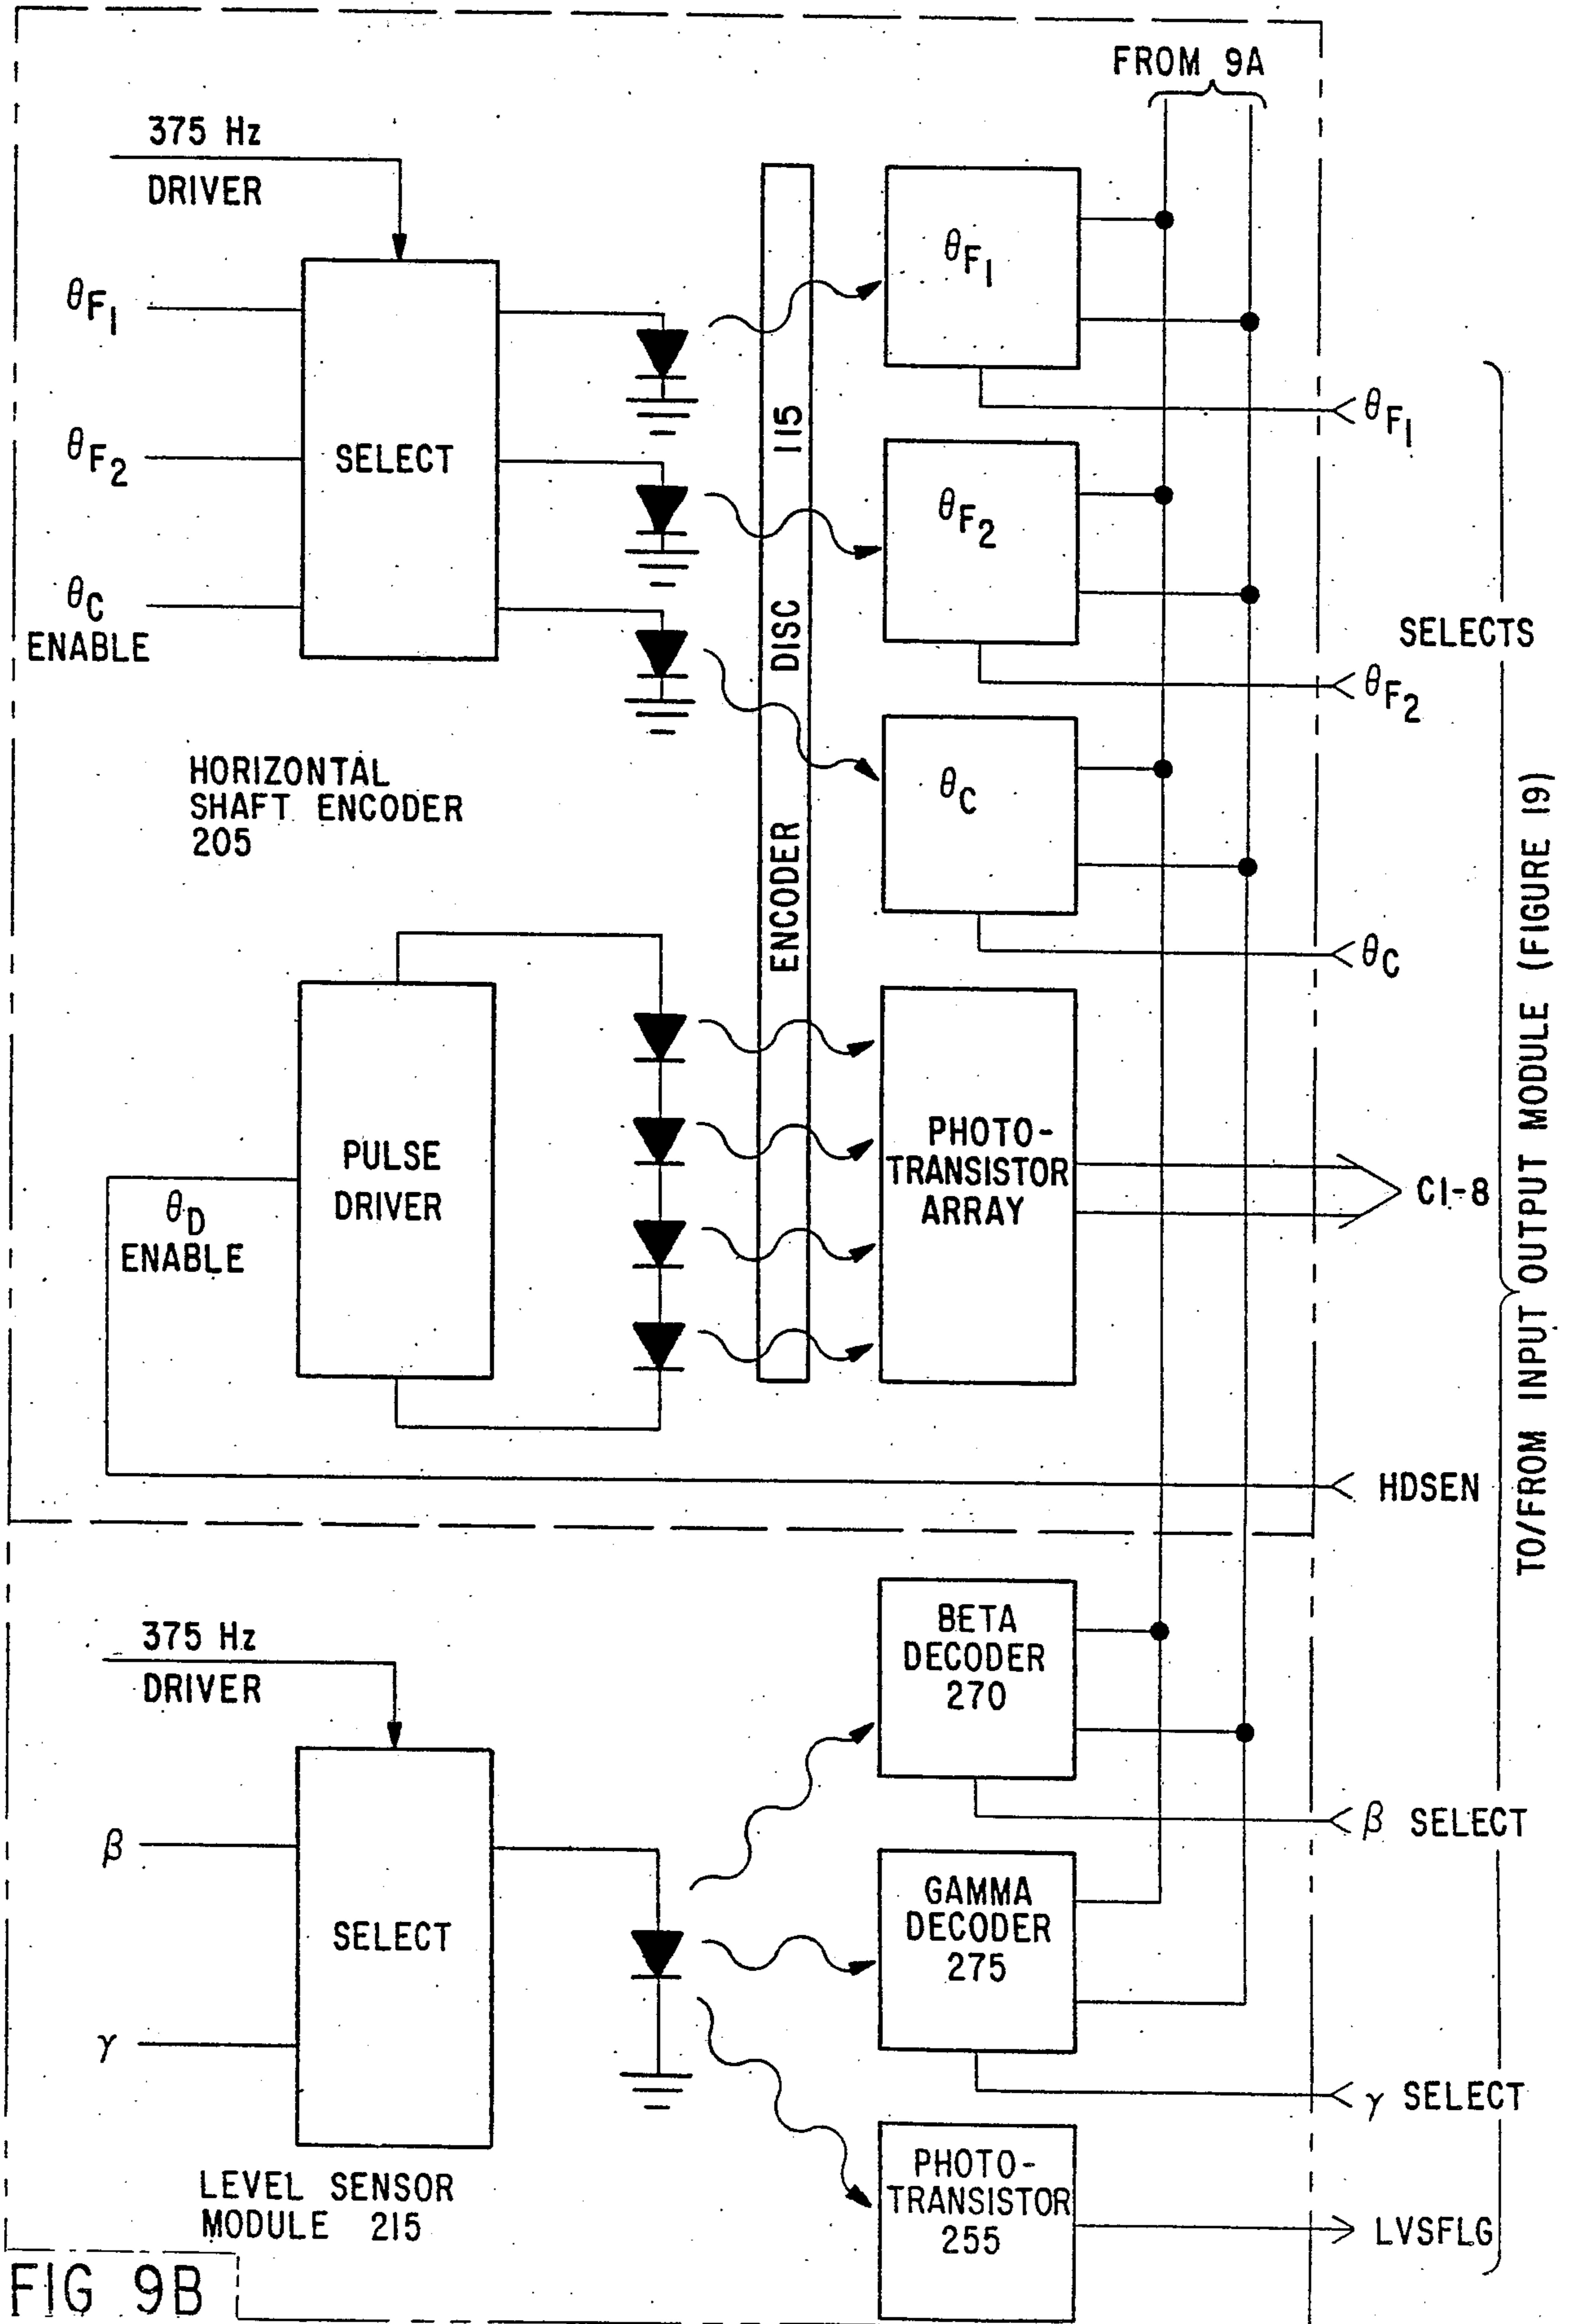 FROM 9A
375 Hz
DRIVER
θF1
θF2
θC
ENABLE
SELECT
ENCODER DISC 115
θF1
θF2
θC
θF1
θF2
θC
SELECTS
HORIZONTAL
SHAFT ENCODER
205
PULSE
DRIVER
θD
ENABLE
PHOTO-
TRANSISTOR
ARRAY
C1-8
HDSEN
TO/FROM INPUT OUTPUT MODULE (FIGURE 19)
375 Hz
DRIVER
β
γ
SELECT
BETA
DECODER
270
β SELECT
GAMMA
DECODER
275
γ SELECT
PHOTO-
TRANSISTOR
255
LVSFLG
LEVEL SENSOR
MODULE 215
FIG 9B